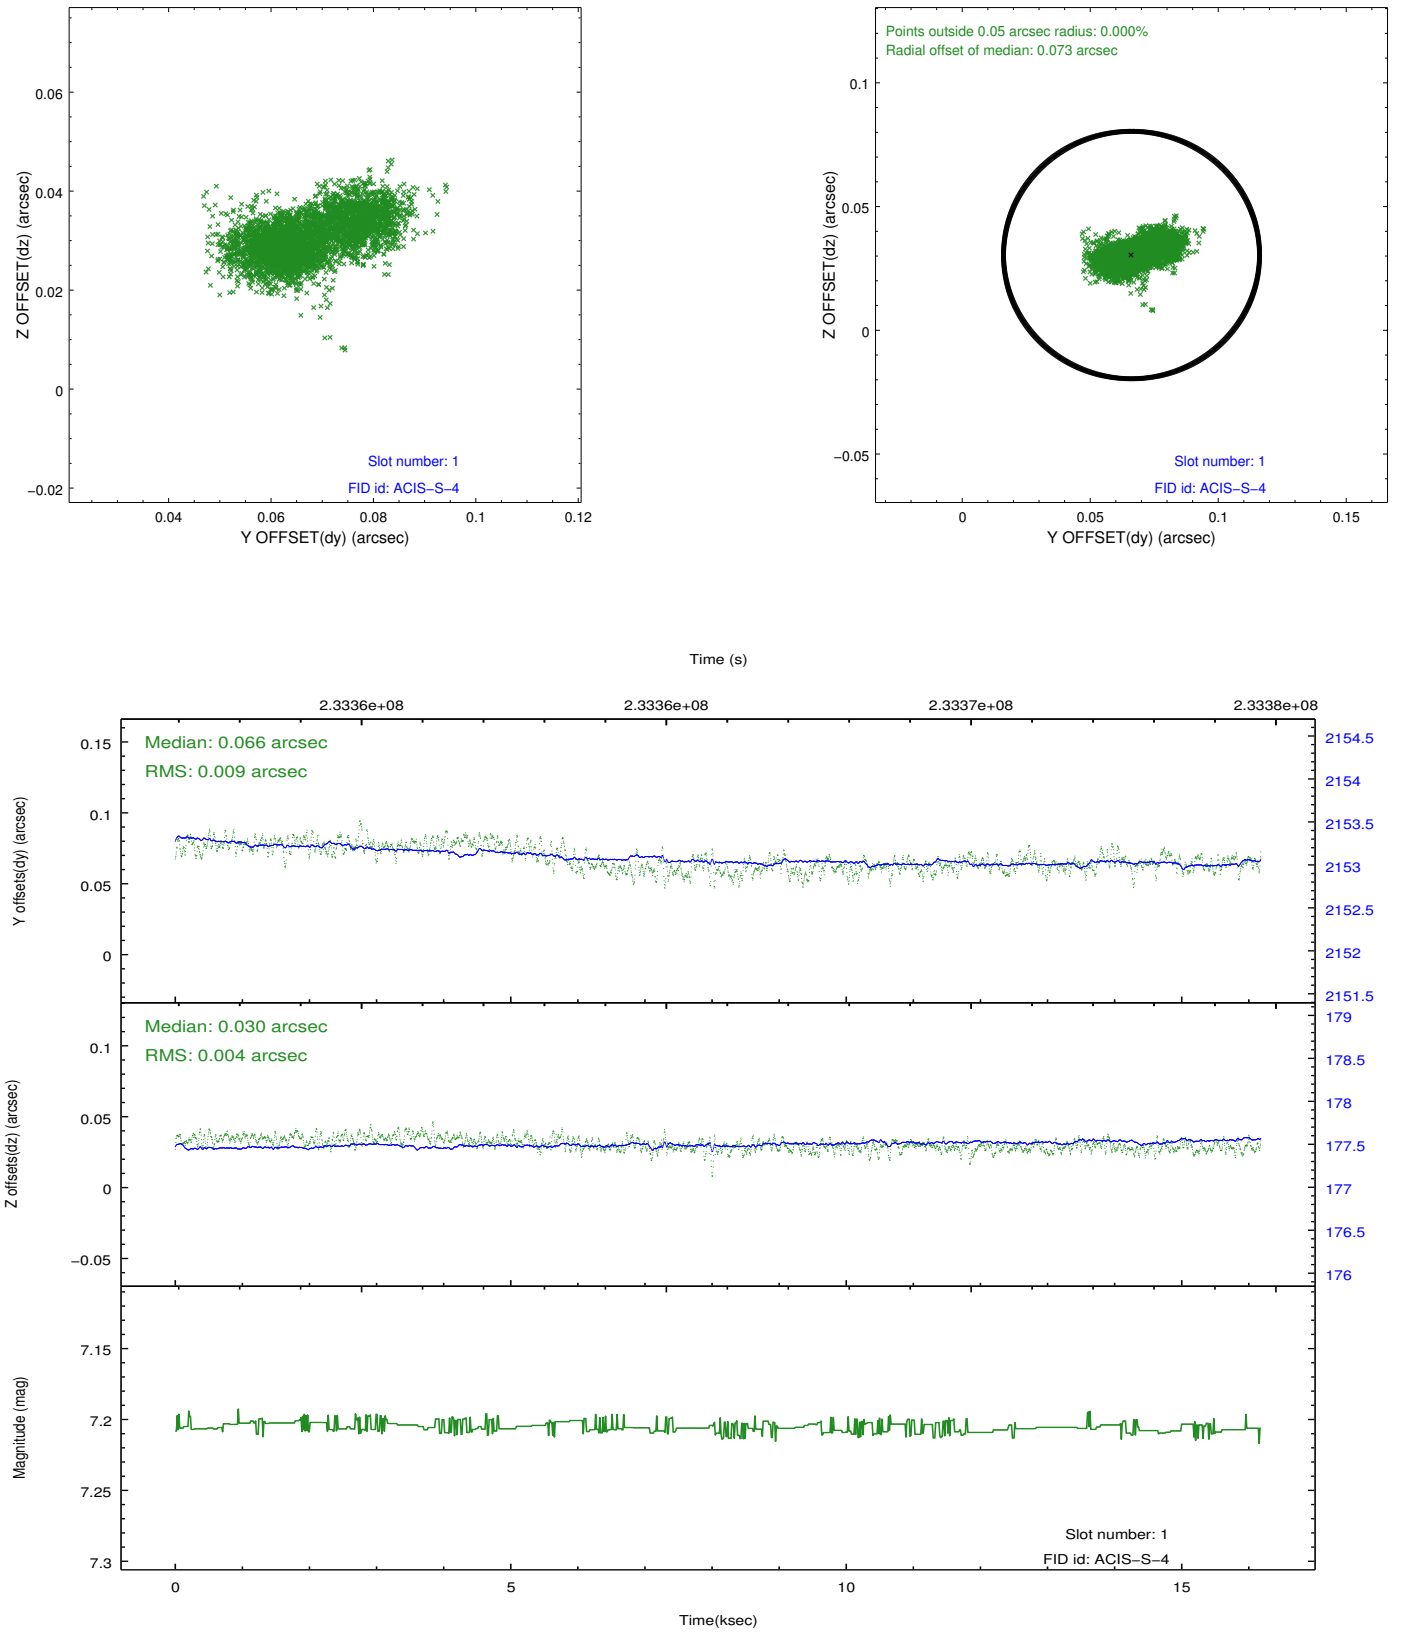 0.06
0.04
0.02
0
−0.02
Z OFFSET(dz) (arcsec)
Slot number: 1
FID id: ACIS−S−4
0.04 0.06 0.08 0.1 0.12
Y OFFSET(dy) (arcsec)
Points outside 0.05 arcsec radius: 0.000%
Radial offset of median: 0.073 arcsec
0.1
0.05
0
−0.05
Z OFFSET(dz) (arcsec)
Slot number: 1
FID id: ACIS−S−4
0 0.05 0.1 0.15
Y OFFSET(dy) (arcsec)
Time (s)
2.3336e+08 2.3336e+08 2.3337e+08 2.3338e+08
Median: 0.066 arcsec
RMS: 0.009 arcsec
0.15
0.1
0.05
0
Y offsets(dy) (arcsec)
2154.5
2154
2153.5
2153
2152.5
2152
2151.5
Median: 0.030 arcsec
RMS: 0.004 arcsec
0.1
0.05
0
−0.05
Z offsets(dz) (arcsec)
179
178.5
178
177.5
177
176.5
176
7.15
7.2
7.25
7.3
Magnitude (mag)
Slot number: 1
FID id: ACIS−S−4
0 5 10 15
Time(ksec)